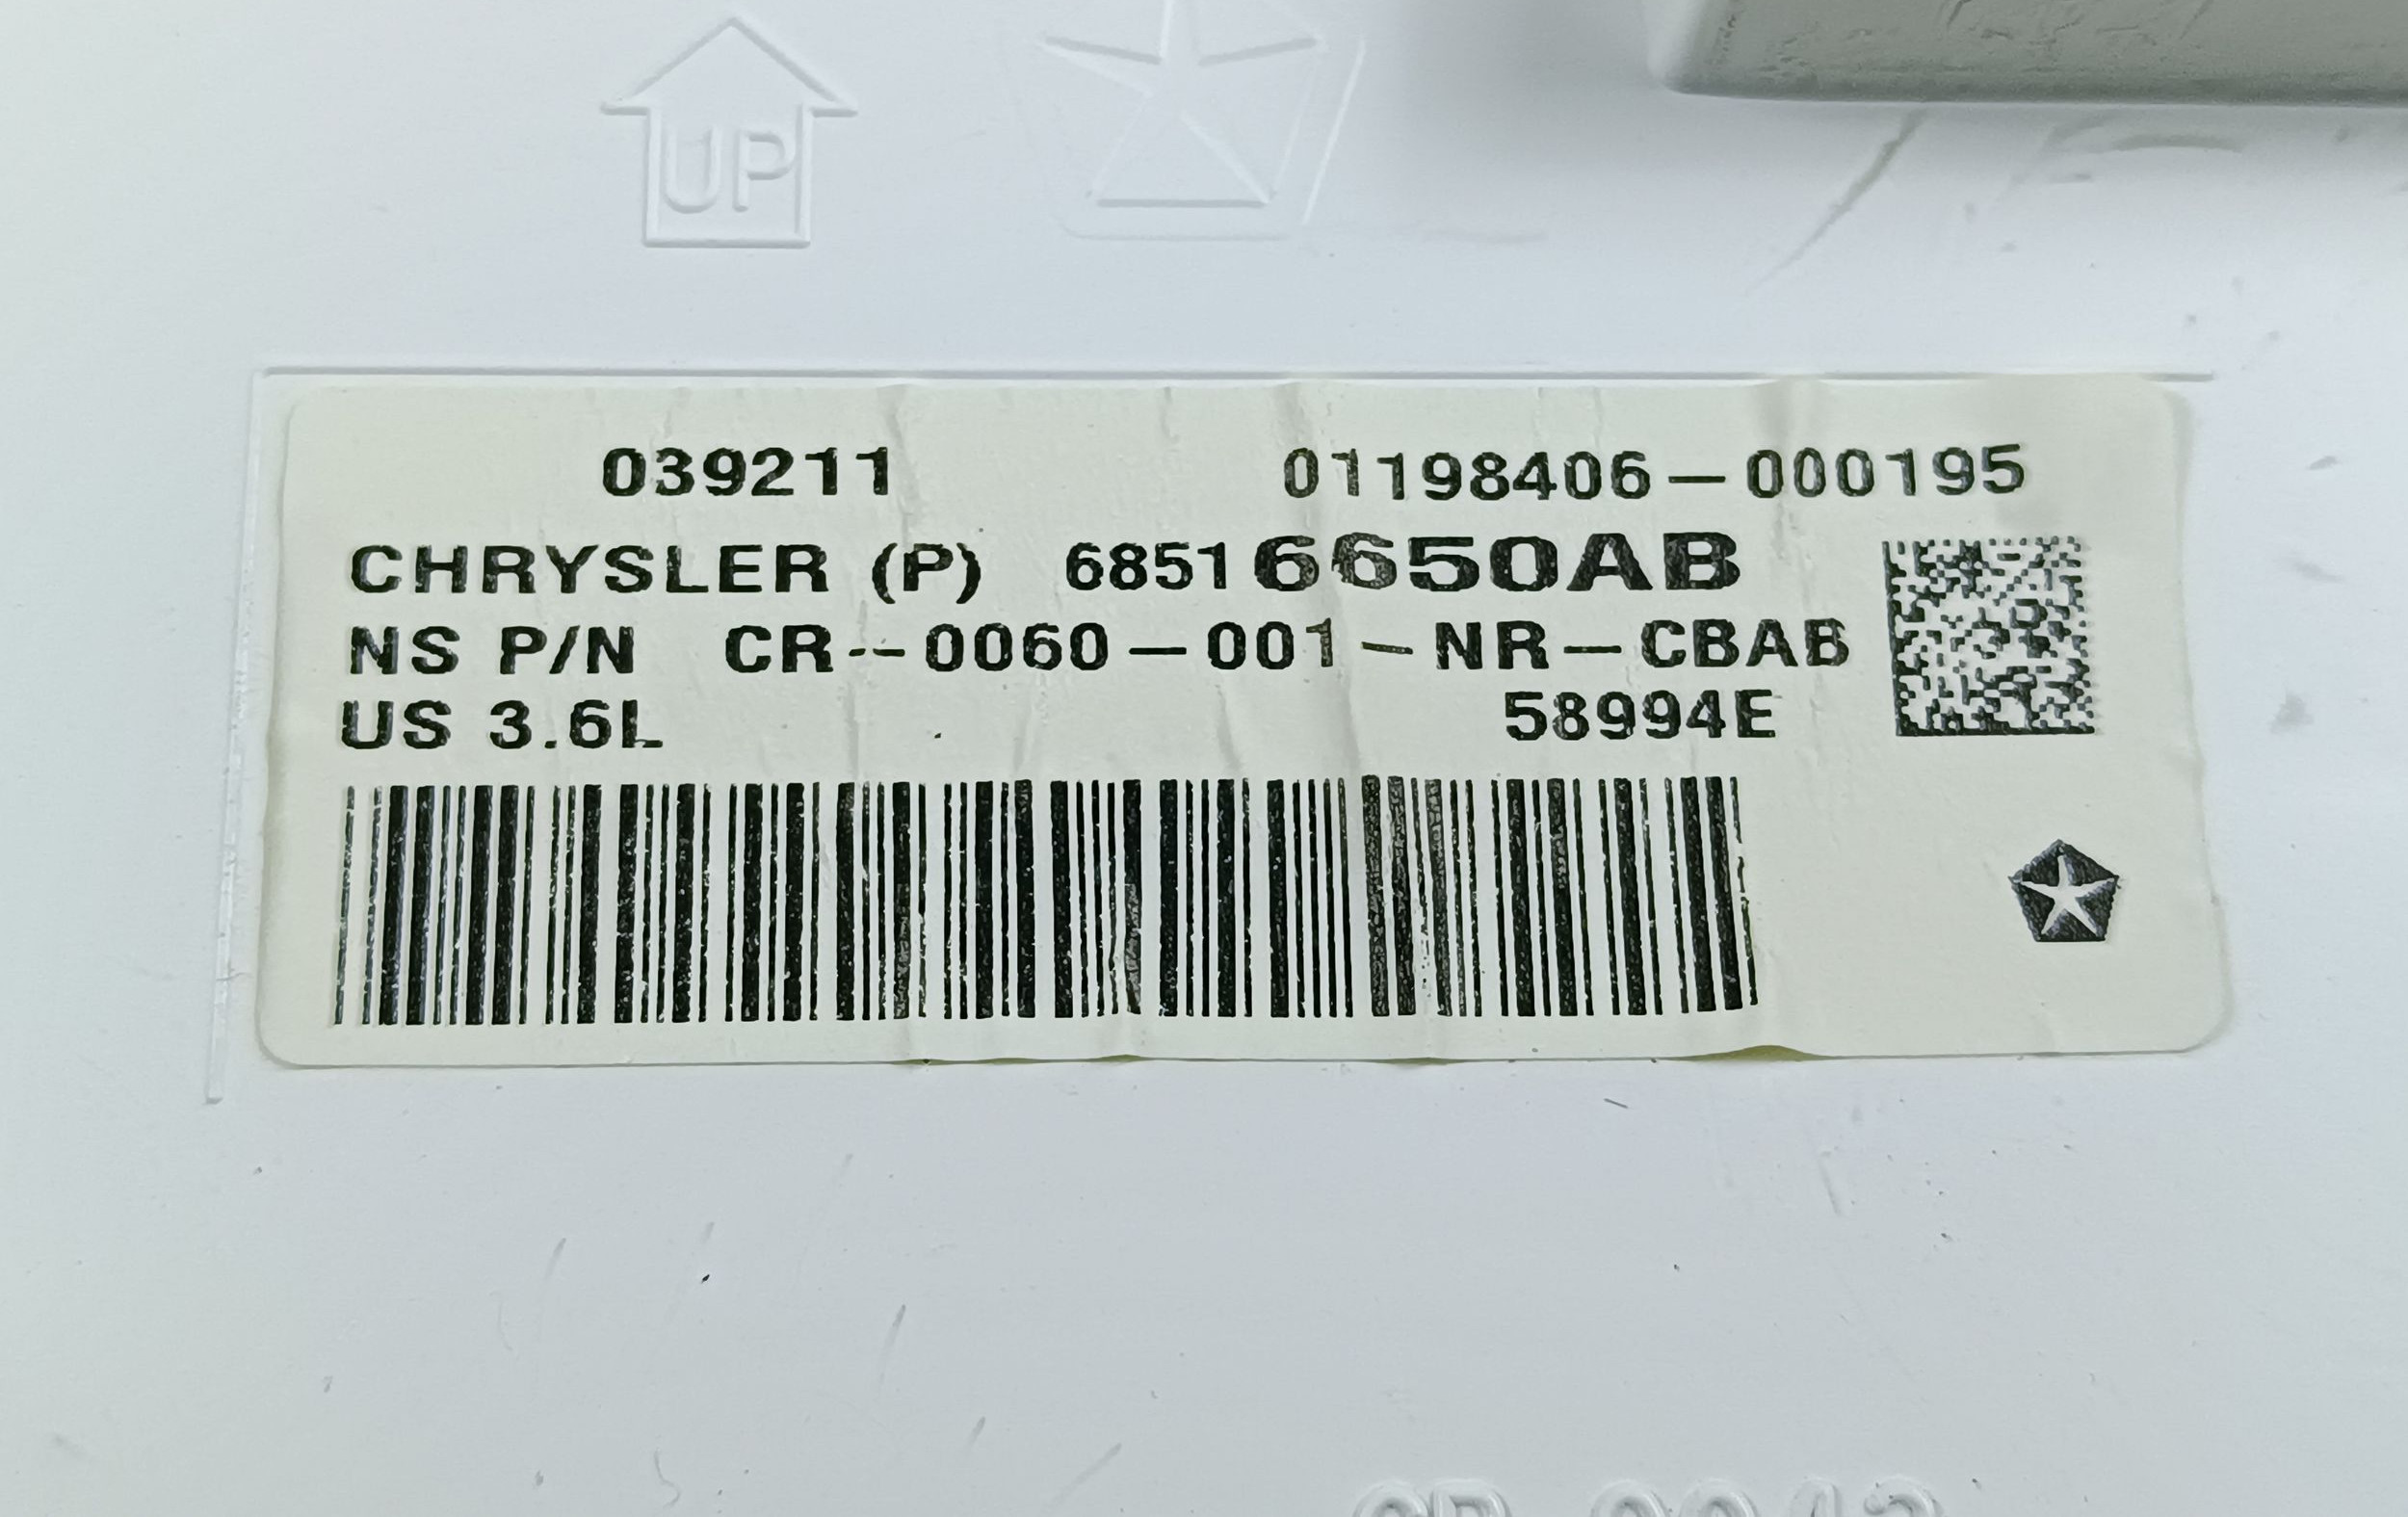 UP
039211 01198406-000195
CHRYSLER (P) 68516650AB
NS P/N CR--0060-001-NR-CBAB
US 3.6L 58994E